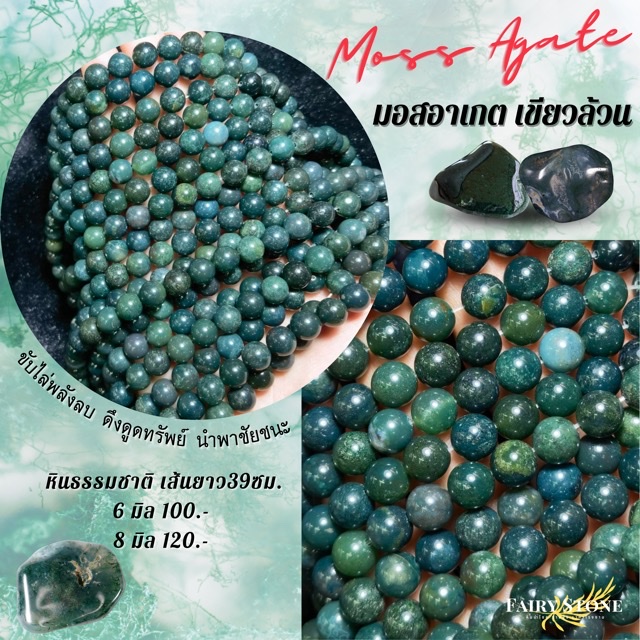 Moss Agate
มอสอาเกต เขียวล้วน
ขับไล่พลังลบ ดึงดูดทรัพย์ นำพาชัยชนะ
หินธรรมชาติ เส้นยาว39ซม.
6 มิล 100.-
8 มิล 120.-
FAIRY STONE